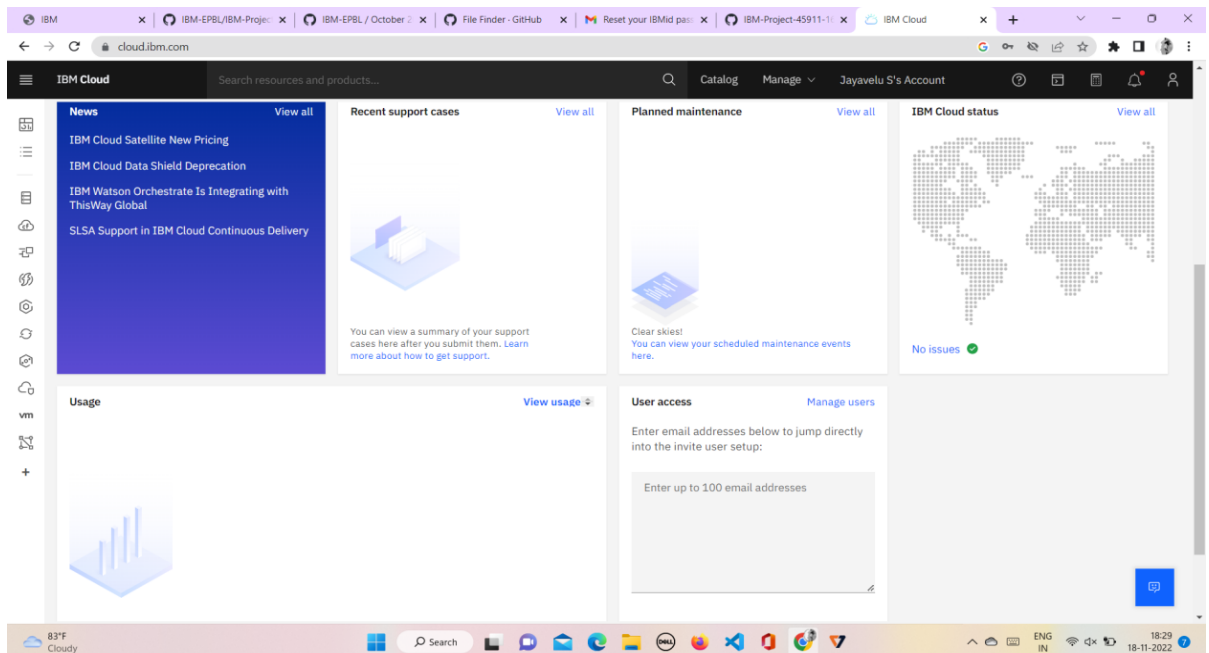 IBM
IBM-EPBL/IBM-Project
IBM-EPBL / October 2
File Finder · GitHub
Reset your IBMid pass
IBM-Project-45911-1
IBM Cloud
cloud.ibm.com
IBM Cloud
Search resources and products...
Catalog
Manage
Jayavelu S's Account
News
View all
IBM Cloud Satellite New Pricing
IBM Cloud Data Shield Deprecation
IBM Watson Orchestrate Is Integrating with
ThisWay Global
SLSA Support in IBM Cloud Continuous Delivery
Recent support cases
View all
You can view a summary of your support
cases here after you submit them. Learn
more about how to get support.
Planned maintenance
View all
Clear skies!
You can view your scheduled maintenance events
here.
IBM Cloud status
View all
No issues
vm
Usage
View usage
User access
Manage users
Enter email addresses below to jump directly
into the invite user setup:
Enter up to 100 email addresses
83°F
Cloudy
Search
DELL
ENG
IN
18:29
18-11-2022
7